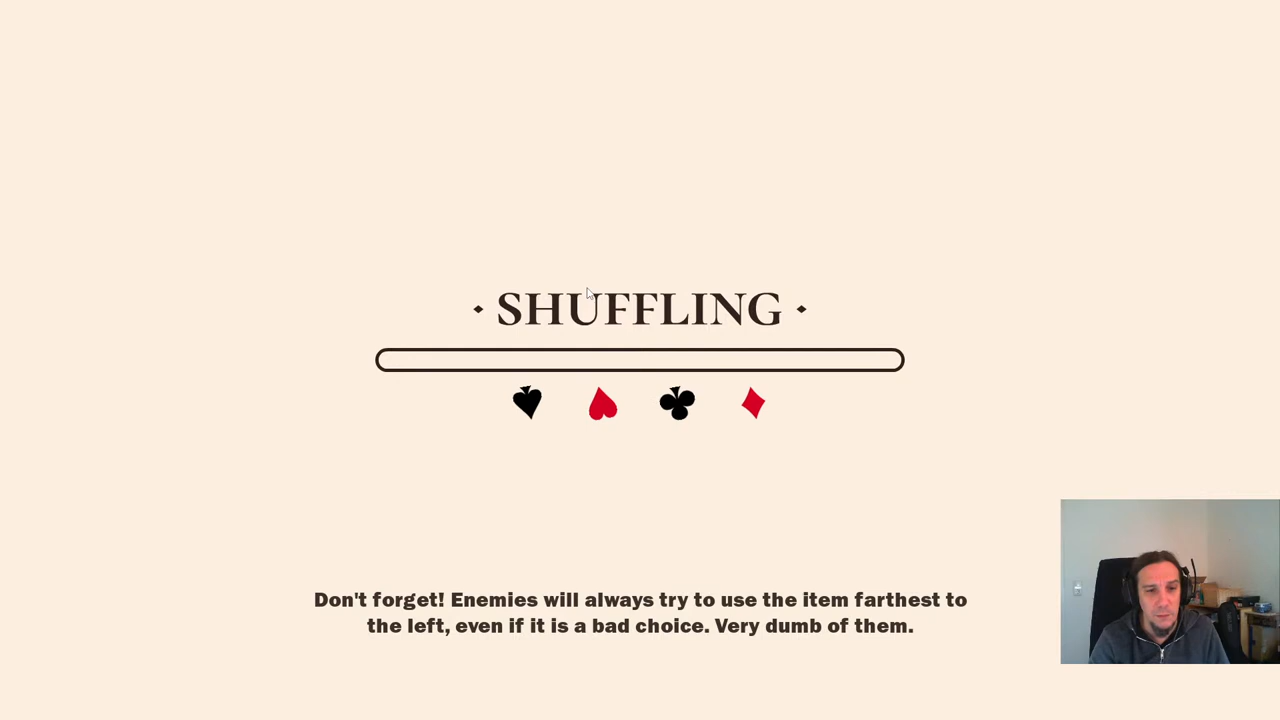 SHUFFLING
Don't forget! Enemies will always try to use the item farthest to
the left, even if it is a bad choice. Very dumb of them.